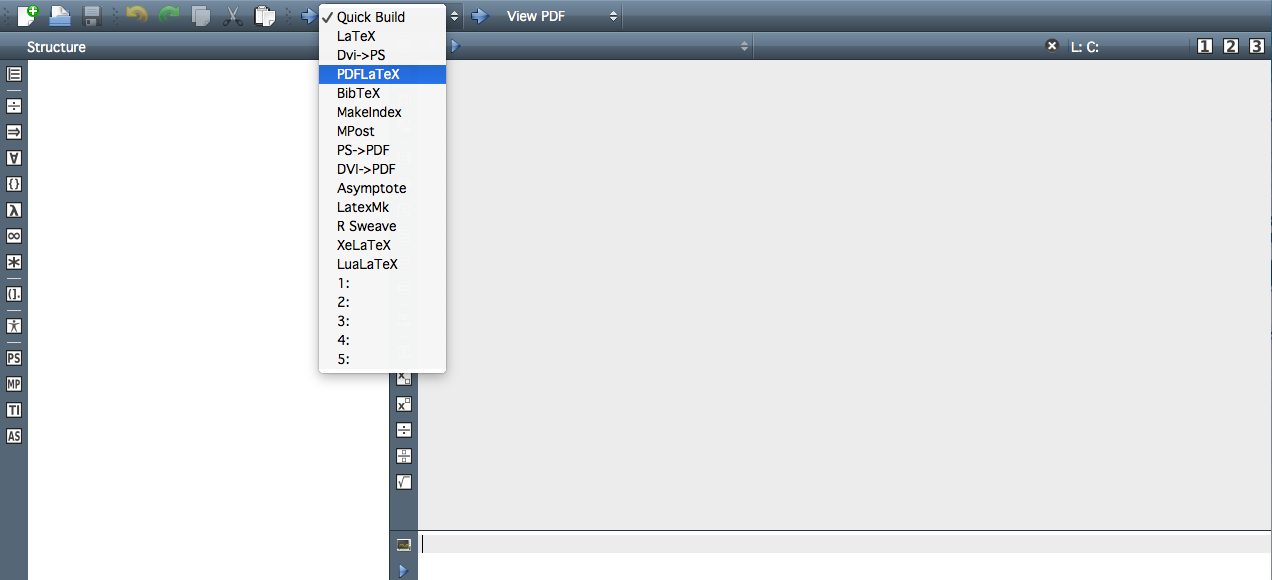 Quick Build
View PDF
Structure
L: C:
1 2 3
LaTeX
Dvi->PS
PDFLaTeX
BibTeX
MakeIndex
MPost
PS->PDF
DVI->PDF
Asymptote
LatexMk
R Sweave
XeLaTeX
LuaLaTeX
1:
2:
3:
4:
5:
÷
⇒
∀
{}
λ
∞
*
PS
MP
TI
AS